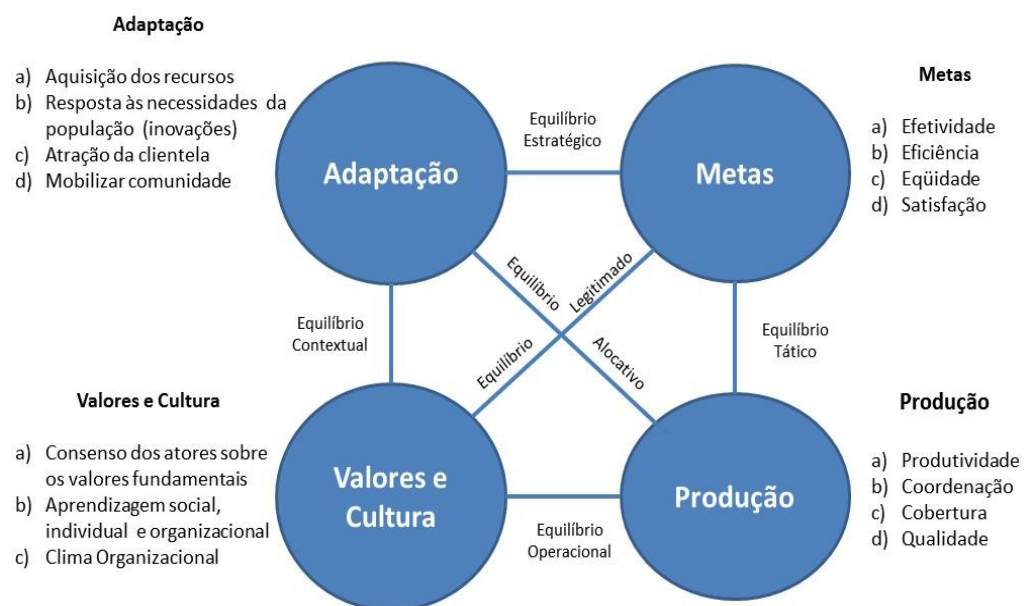 Adaptação
a) Aquisição dos recursos
b) Resposta às necessidades da
população (inovações)
c) Atração da clientela
d) Mobilizar comunidade
Adaptação
Equilíbrio
Estratégico
Metas
Metas
a) Efetividade
b) Eficiência
c) Eqüidade
d) Satisfação
Equilíbrio
Contextual
Equilíbrio
Alocativo
Equilíbrio
Legitimado
Equilíbrio
Tático
Valores e Cultura
a) Consenso dos atores sobre
os valores fundamentais
b) Aprendizagem social,
individual e organizacional
c) Clima Organizacional
Valores e
Cultura
Equilíbrio
Operacional
Produção
Produção
a) Produtividade
b) Coordenação
c) Cobertura
d) Qualidade